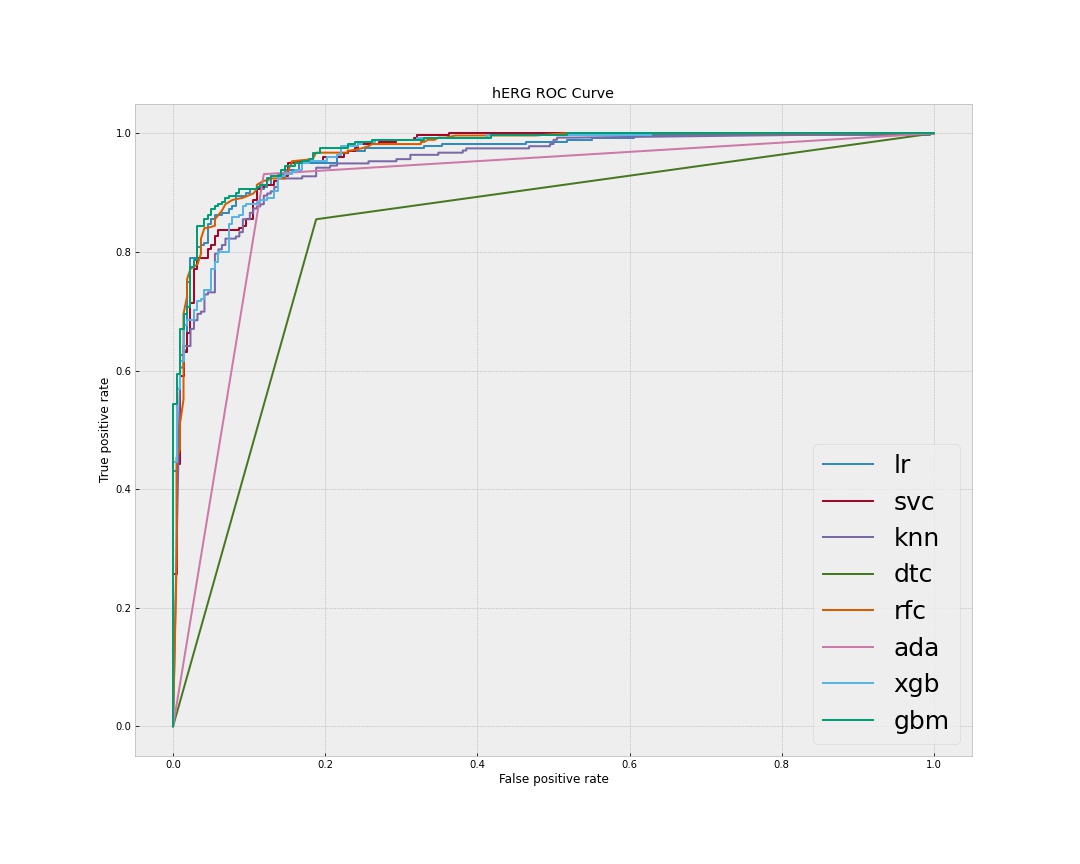 hERG ROC Curve
1.0
0.8
0.6
0.4
0.2
0.0
True positive rate
lr
svc
knn
dtc
rfc
ada
xgb
gbm
0.0 0.2 0.4 0.6 0.8 1.0
False positive rate